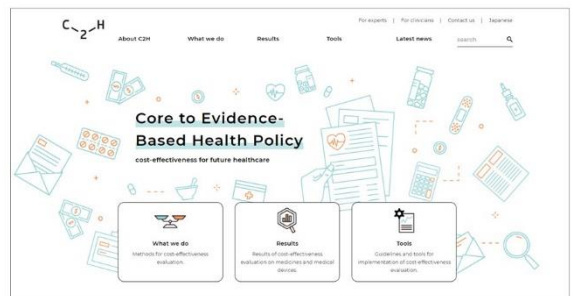 C2H
For experts | For clinicians | Contact us | Japanese
About C2H What we do Results Tools Latest news search
Core to Evidence-
Based Health Policy
cost-effectiveness for future healthcare
What we do
Methods for cost-effectiveness
evaluation.
Results
Results of cost-effectiveness
evaluation on medicines and medical
devices.
Tools
Guidelines and tools for
implementation of cost-effectiveness
evaluation.